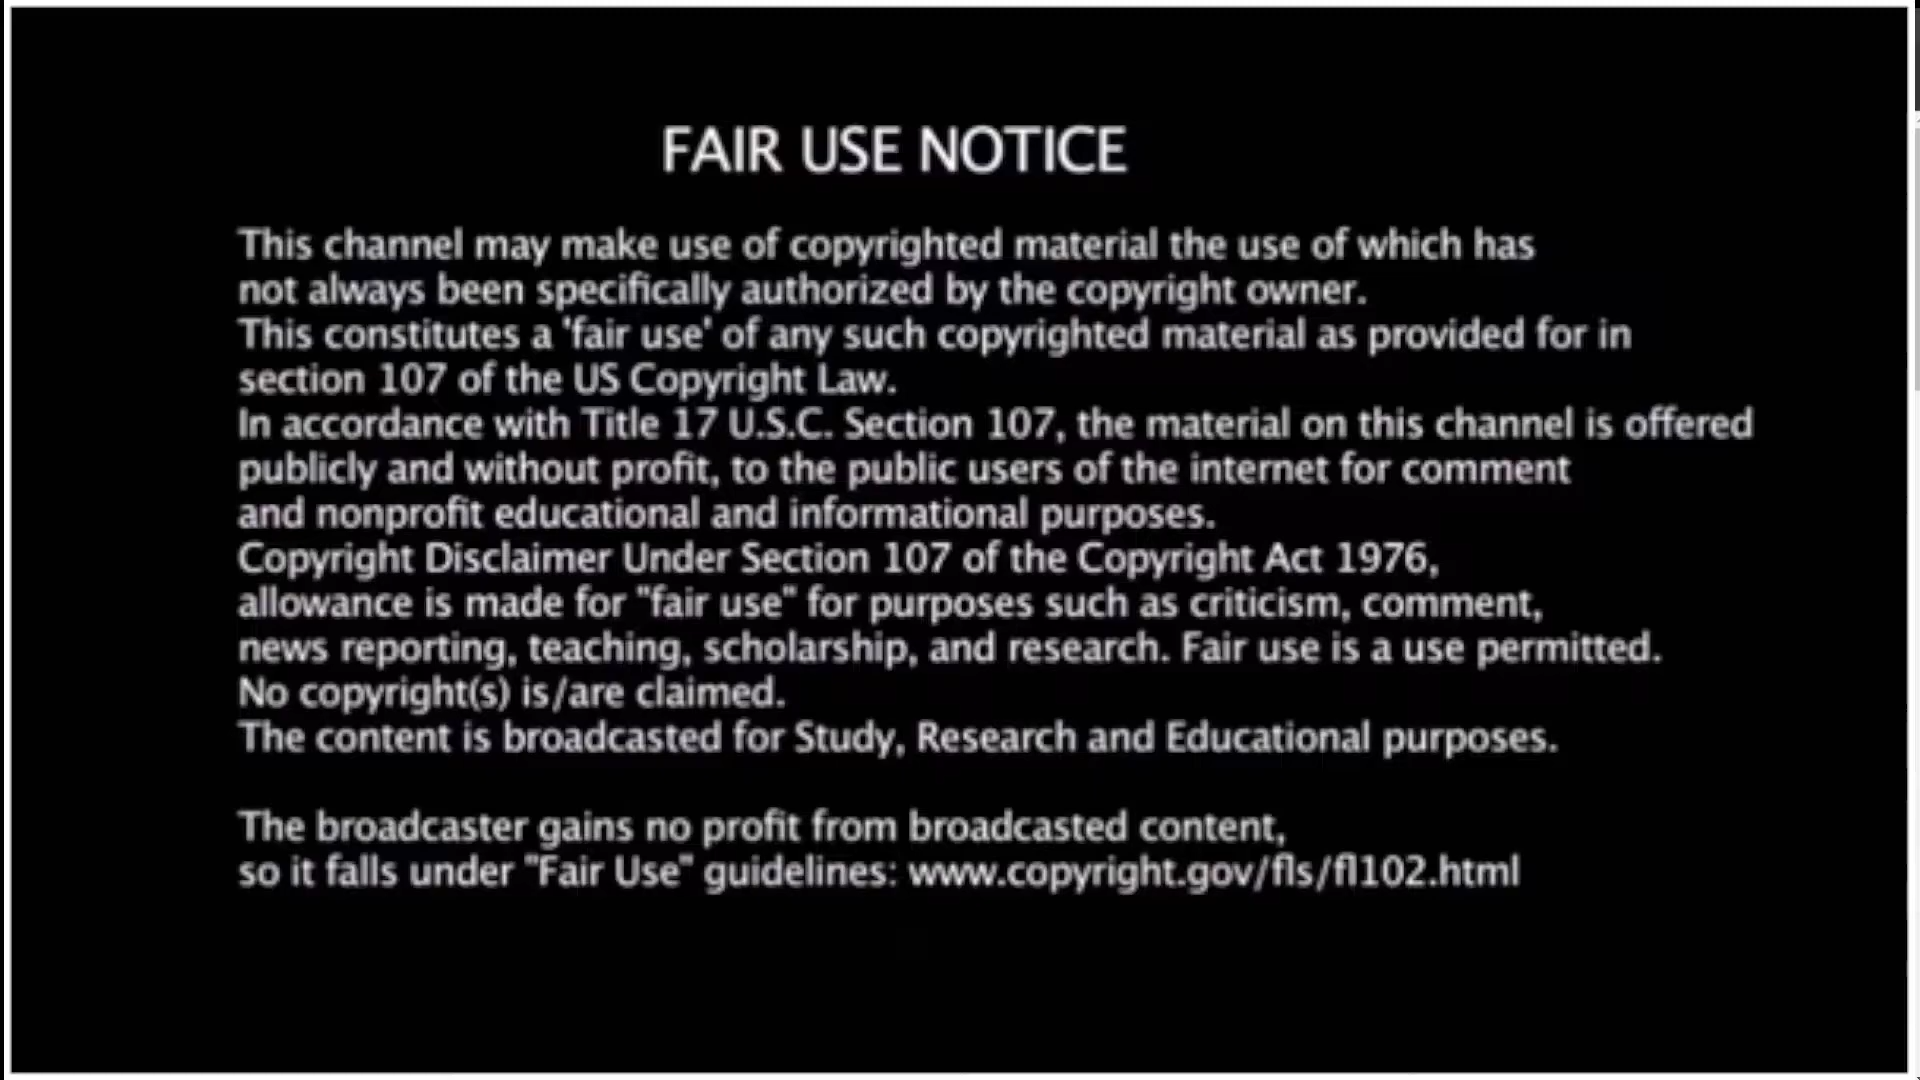 FAIR USE NOTICE
This channel may make use of copyrighted material the use of which has
not always been specifically authorized by the copyright owner.
This constitutes a 'fair use' of any such copyrighted material as provided for in
section 107 of the US Copyright Law.
In accordance with Title 17 U.S.C. Section 107, the material on this channel is offered
publicly and without profit, to the public users of the internet for comment
and nonprofit educational and informational purposes.
Copyright Disclaimer Under Section 107 of the Copyright Act 1976,
allowance is made for "fair use" for purposes such as criticism, comment,
news reporting, teaching, scholarship, and research. Fair use is a use permitted.
No copyright(s) is/are claimed.
The content is broadcasted for Study, Research and Educational purposes.
The broadcaster gains no profit from broadcasted content,
so it falls under "Fair Use" guidelines: www.copyright.gov/fls/fl102.html